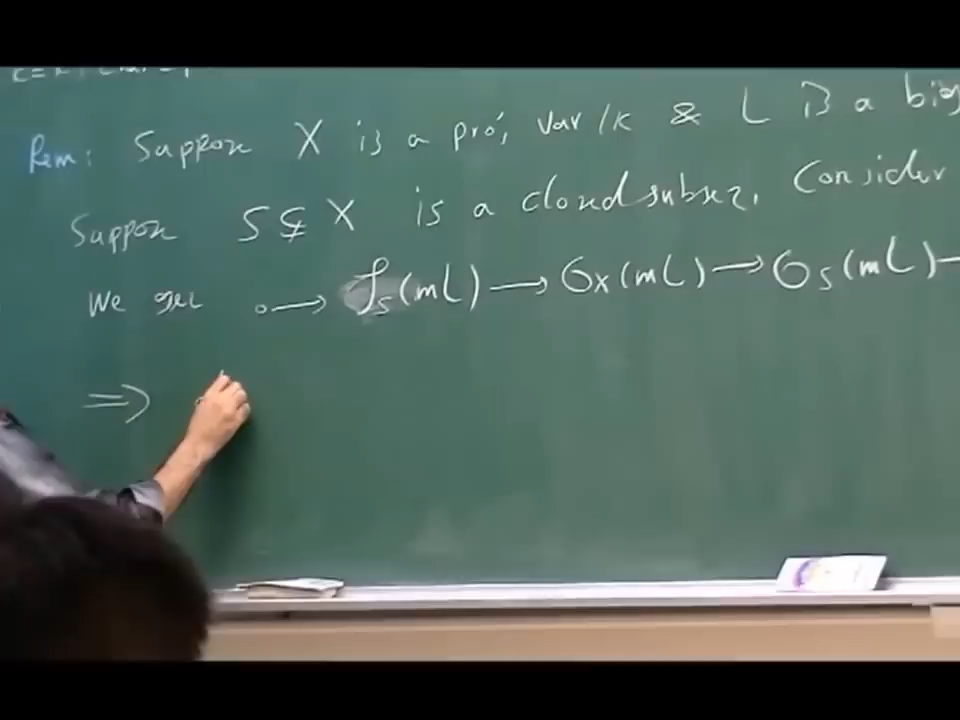 Rem: Suppose X is a proj var /k & L is a big
Suppose S ⊊ X is a closed subset. Consider
We get 0 → 𝓘_S(mL) → 𝒪_X(mL) → 𝒪_S(mL) →
⇒